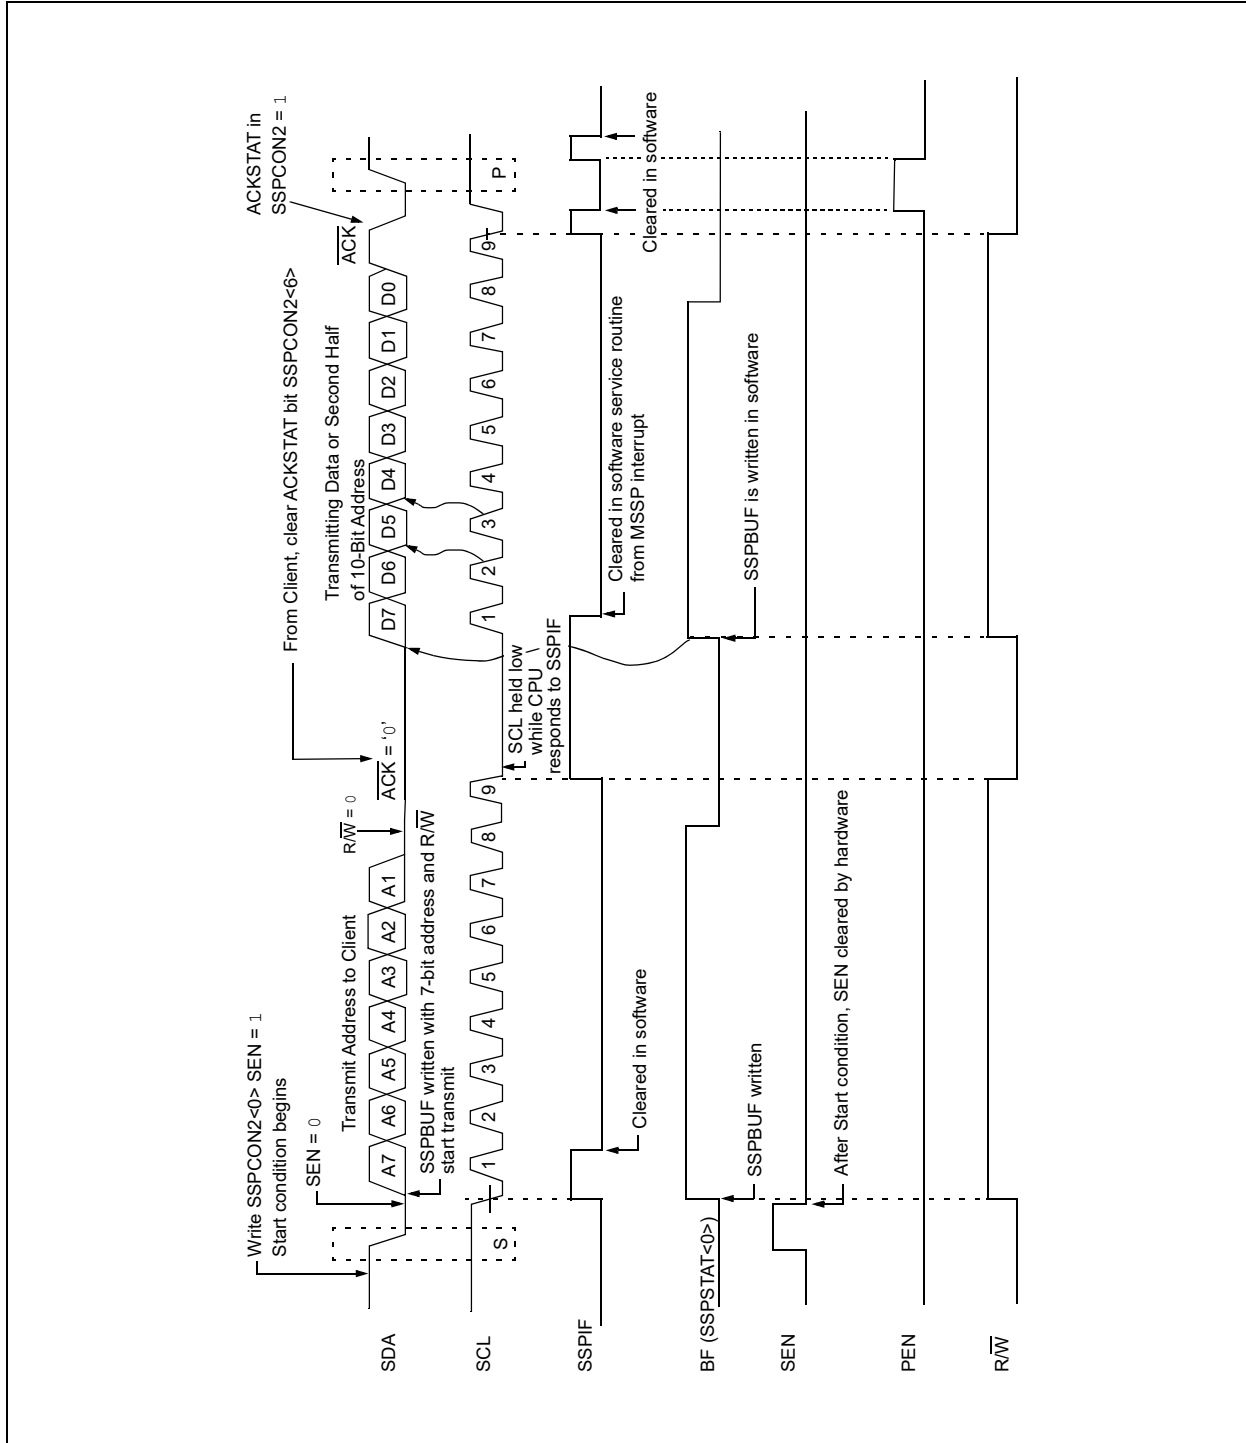 Write SSPCON2<0> SEN = 1
Start condition begins
SEN = 0
From Client, clear ACKSTAT bit SSPCON2<6>
ACKSTAT in
SSPCON2 = 1
Transmit Address to Client
R/W = 0
ACK = '0'
Transmitting Data or Second Half
of 10-Bit Address
ACK
SDA
A7 A6 A5 A4 A3 A2 A1
D7 D6 D5 D4 D3 D2 D1 D0
SSPBUF written with 7-bit address and R/W
start transmit
SCL
S
1 2 3 4 5 6 7 8 9
1 2 3 4 5 6 7 8 9
P
SCL held low
while CPU
responds to SSPIF
SSPIF
Cleared in software
Cleared in software service routine
from MSSP interrupt
Cleared in software
BF (SSPSTAT<0>)
SSPBUF written
SSPBUF is written in software
SEN
After Start condition, SEN cleared by hardware
PEN
R/W